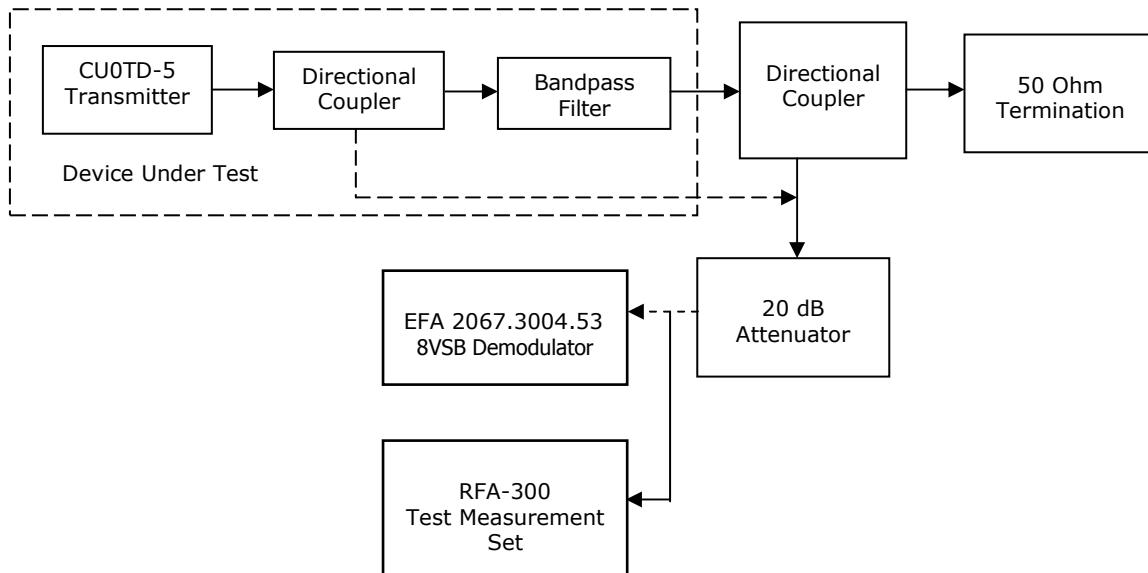 CU0TD-5
Transmitter
Directional
Coupler
Bandpass
Filter
Directional
Coupler
50 Ohm
Termination
Device Under Test
EFA 2067.3004.53
8VSB Demodulator
20 dB
Attenuator
RFA-300
Test Measurement
Set